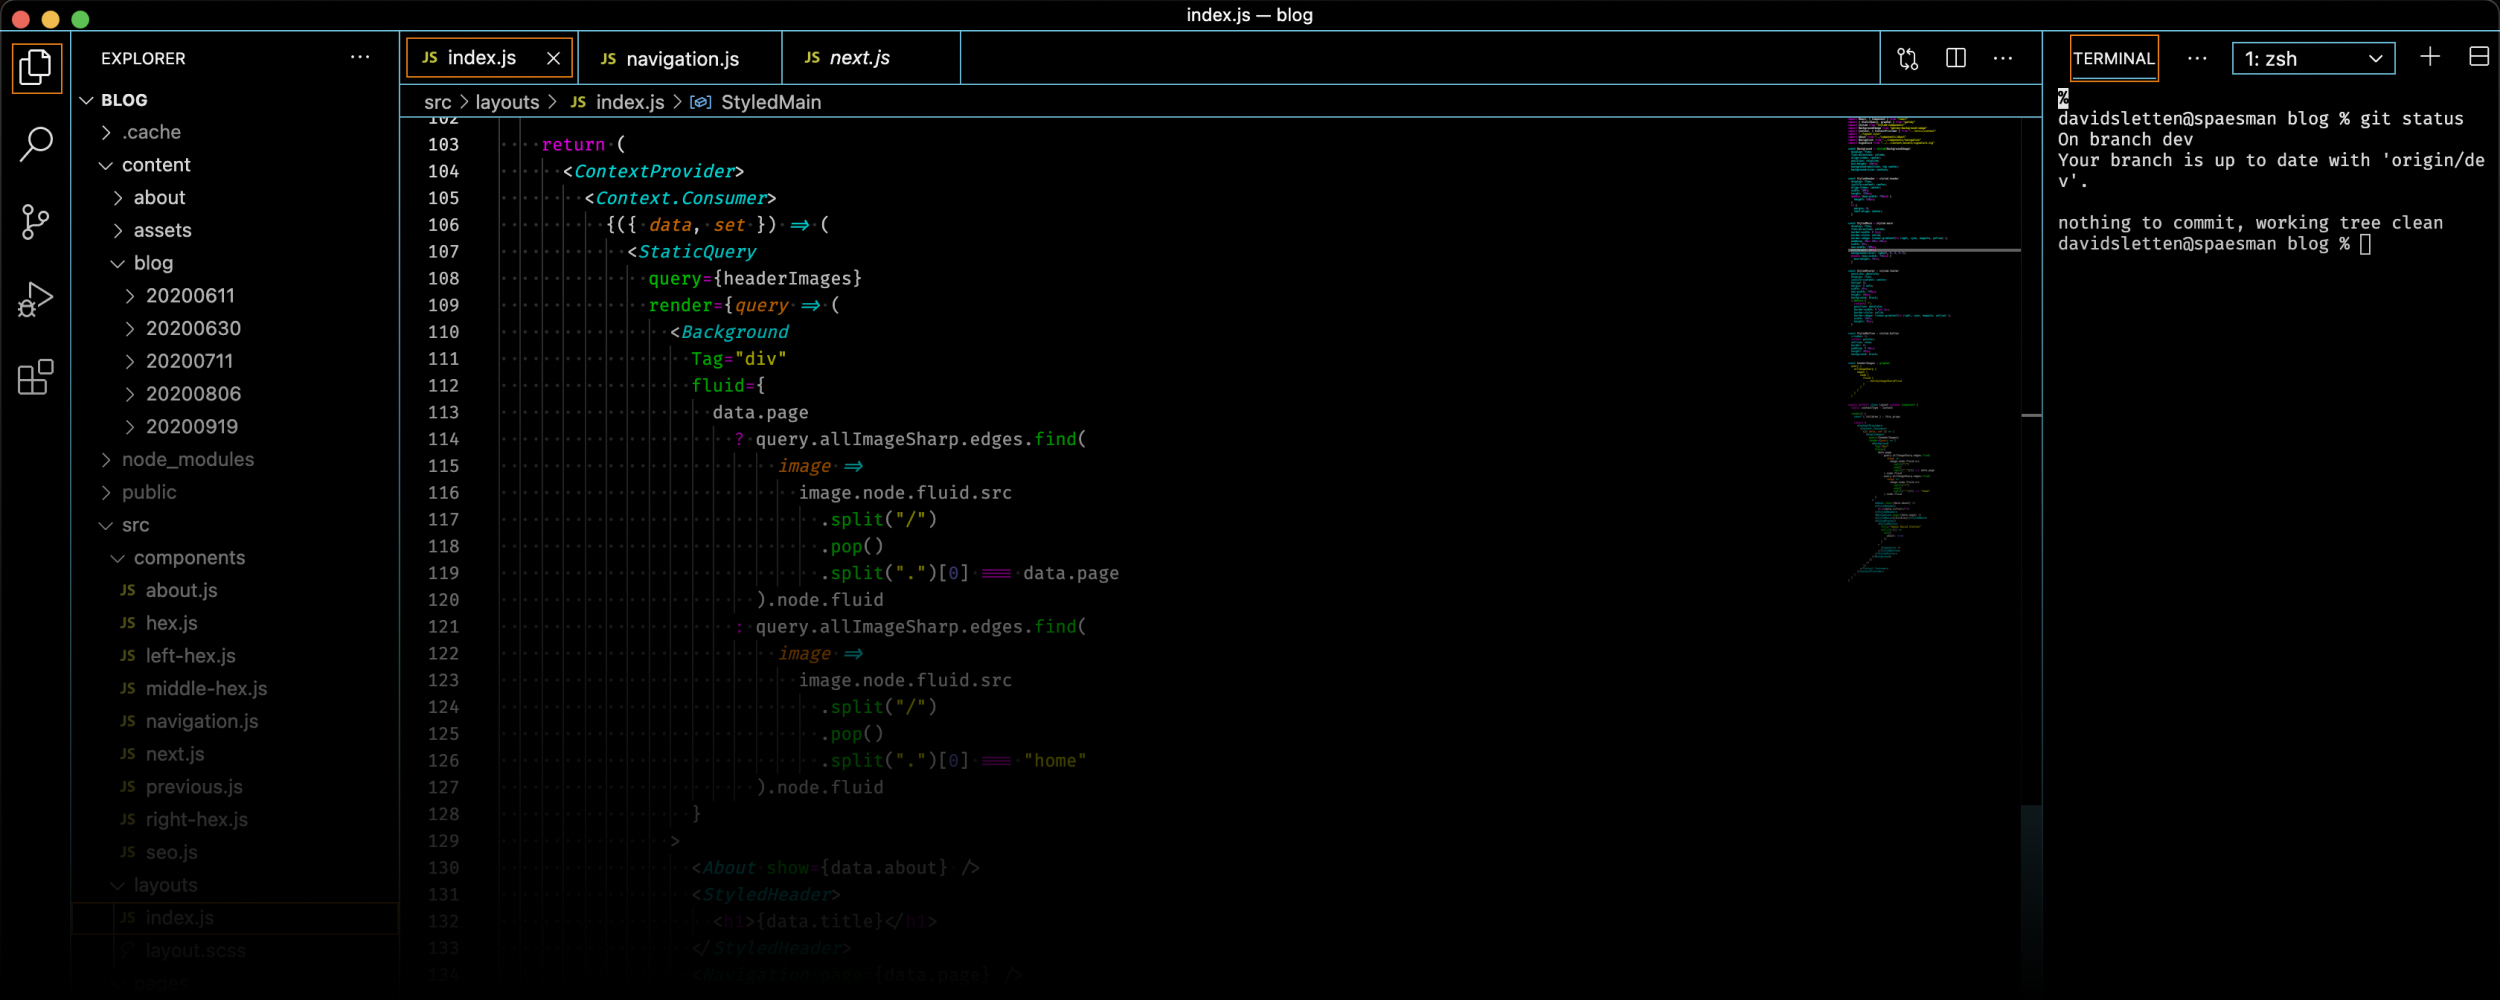 index.js — blog
EXPLORER
BLOG
.cache
content
about
assets
blog
20200611
20200630
20200711
20200806
20200919
node_modules
public
src
components
JS about.js
JS hex.js
JS left-hex.js
JS middle-hex.js
JS navigation.js
JS next.js
JS previous.js
JS right-hex.js
JS seo.js
layouts
JS index.js
layout.scss
pages
JS index.js
JS navigation.js
JS next.js
src > layouts > JS index.js > StyledMain
102
103 return (
104 <ContextProvider>
105 <Context.Consumer>
106 {({ data, set }) => (
107 <StaticQuery
108 query={headerImages}
109 render={query => (
110 <Background
111 Tag="div"
112 fluid={
113 data.page
114 ? query.allImageSharp.edges.find(
115 image =>
116 image.node.fluid.src
117 .split("/")
118 .pop()
119 .split(".")[0] === data.page
120 ).node.fluid
121 : query.allImageSharp.edges.find(
122 image =>
123 image.node.fluid.src
124 .split("/")
125 .pop()
126 .split(".")[0] === "home"
127 ).node.fluid
128 }
129 >
130 <About show={data.about} />
131 <StyledHeader>
132 <h1>{data.title}</h1>
133 </StyledHeader>
134 <Navigation page={data.page} />
TERMINAL
1: zsh
%
davidsletten@spaesman blog % git status
On branch dev
Your branch is up to date with 'origin/de
v'.
nothing to commit, working tree clean
davidsletten@spaesman blog %